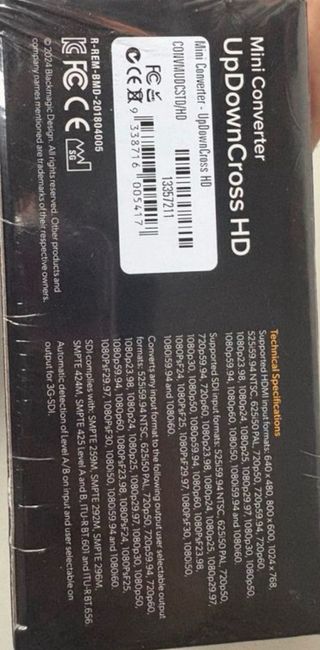 Mini Converter
UpDownCross HD
Mini Converter - UpDownCross HD
CONVMUDCSTD/HD
13357211
9 338716 005417
FC CE
R-REM-BMD-201804005
FC CE
SG
© 2024 Blackmagic Design. All rights reserved. Other products and
company names mentioned are trademarks of their respective owners.
Technical Specifications
Supported HDMI input formats: 640 x 480, 800 x 600, 1024 x 768,
525i59.94 NTSC, 625i50 PAL, 720p50, 720p59.94, 720p60,
1080p23.98, 1080p24, 1080p25, 1080p29.97, 1080p30, 1080p50,
1080p59.94, 1080p60, 1080i50, 1080i59.94 and 1080i60.
Supported SDI input formats: 525i59.94 NTSC, 625i50 PAL, 720p50,
720p59.94, 720p60, 1080p23.98, 1080p24, 1080p25, 1080p29.97,
1080p30, 1080p50, 1080p59.94, 1080p60, 1080PsF23.98,
1080PsF24, 1080PsF25, 1080PsF29.97, 1080PsF30, 1080i50,
1080i59.94 and 1080i60.
Converts any input format to the following output user selectable output
formats: 525i59.94 NTSC, 625i50 PAL, 720p50, 720p59.94, 720p60,
1080p23.98, 1080p24, 1080p25, 1080p29.97, 1080p30, 1080p50,
1080p59.94, 1080p60, 1080PsF23.98, 1080PsF24, 1080PsF25,
1080PsF29.97, 1080PsF30, 1080i50, 1080i59.94 and 1080i60.
SDI complies with: SMPTE 259M, SMPTE 292M, SMPTE 296M,
SMPTE 424M, SMPTE 425 Level A and B, ITU-R BT.601 and ITU-R BT.656.
Automatic detection of Level A/B on input and user selectable on
output for 3G-SDI.